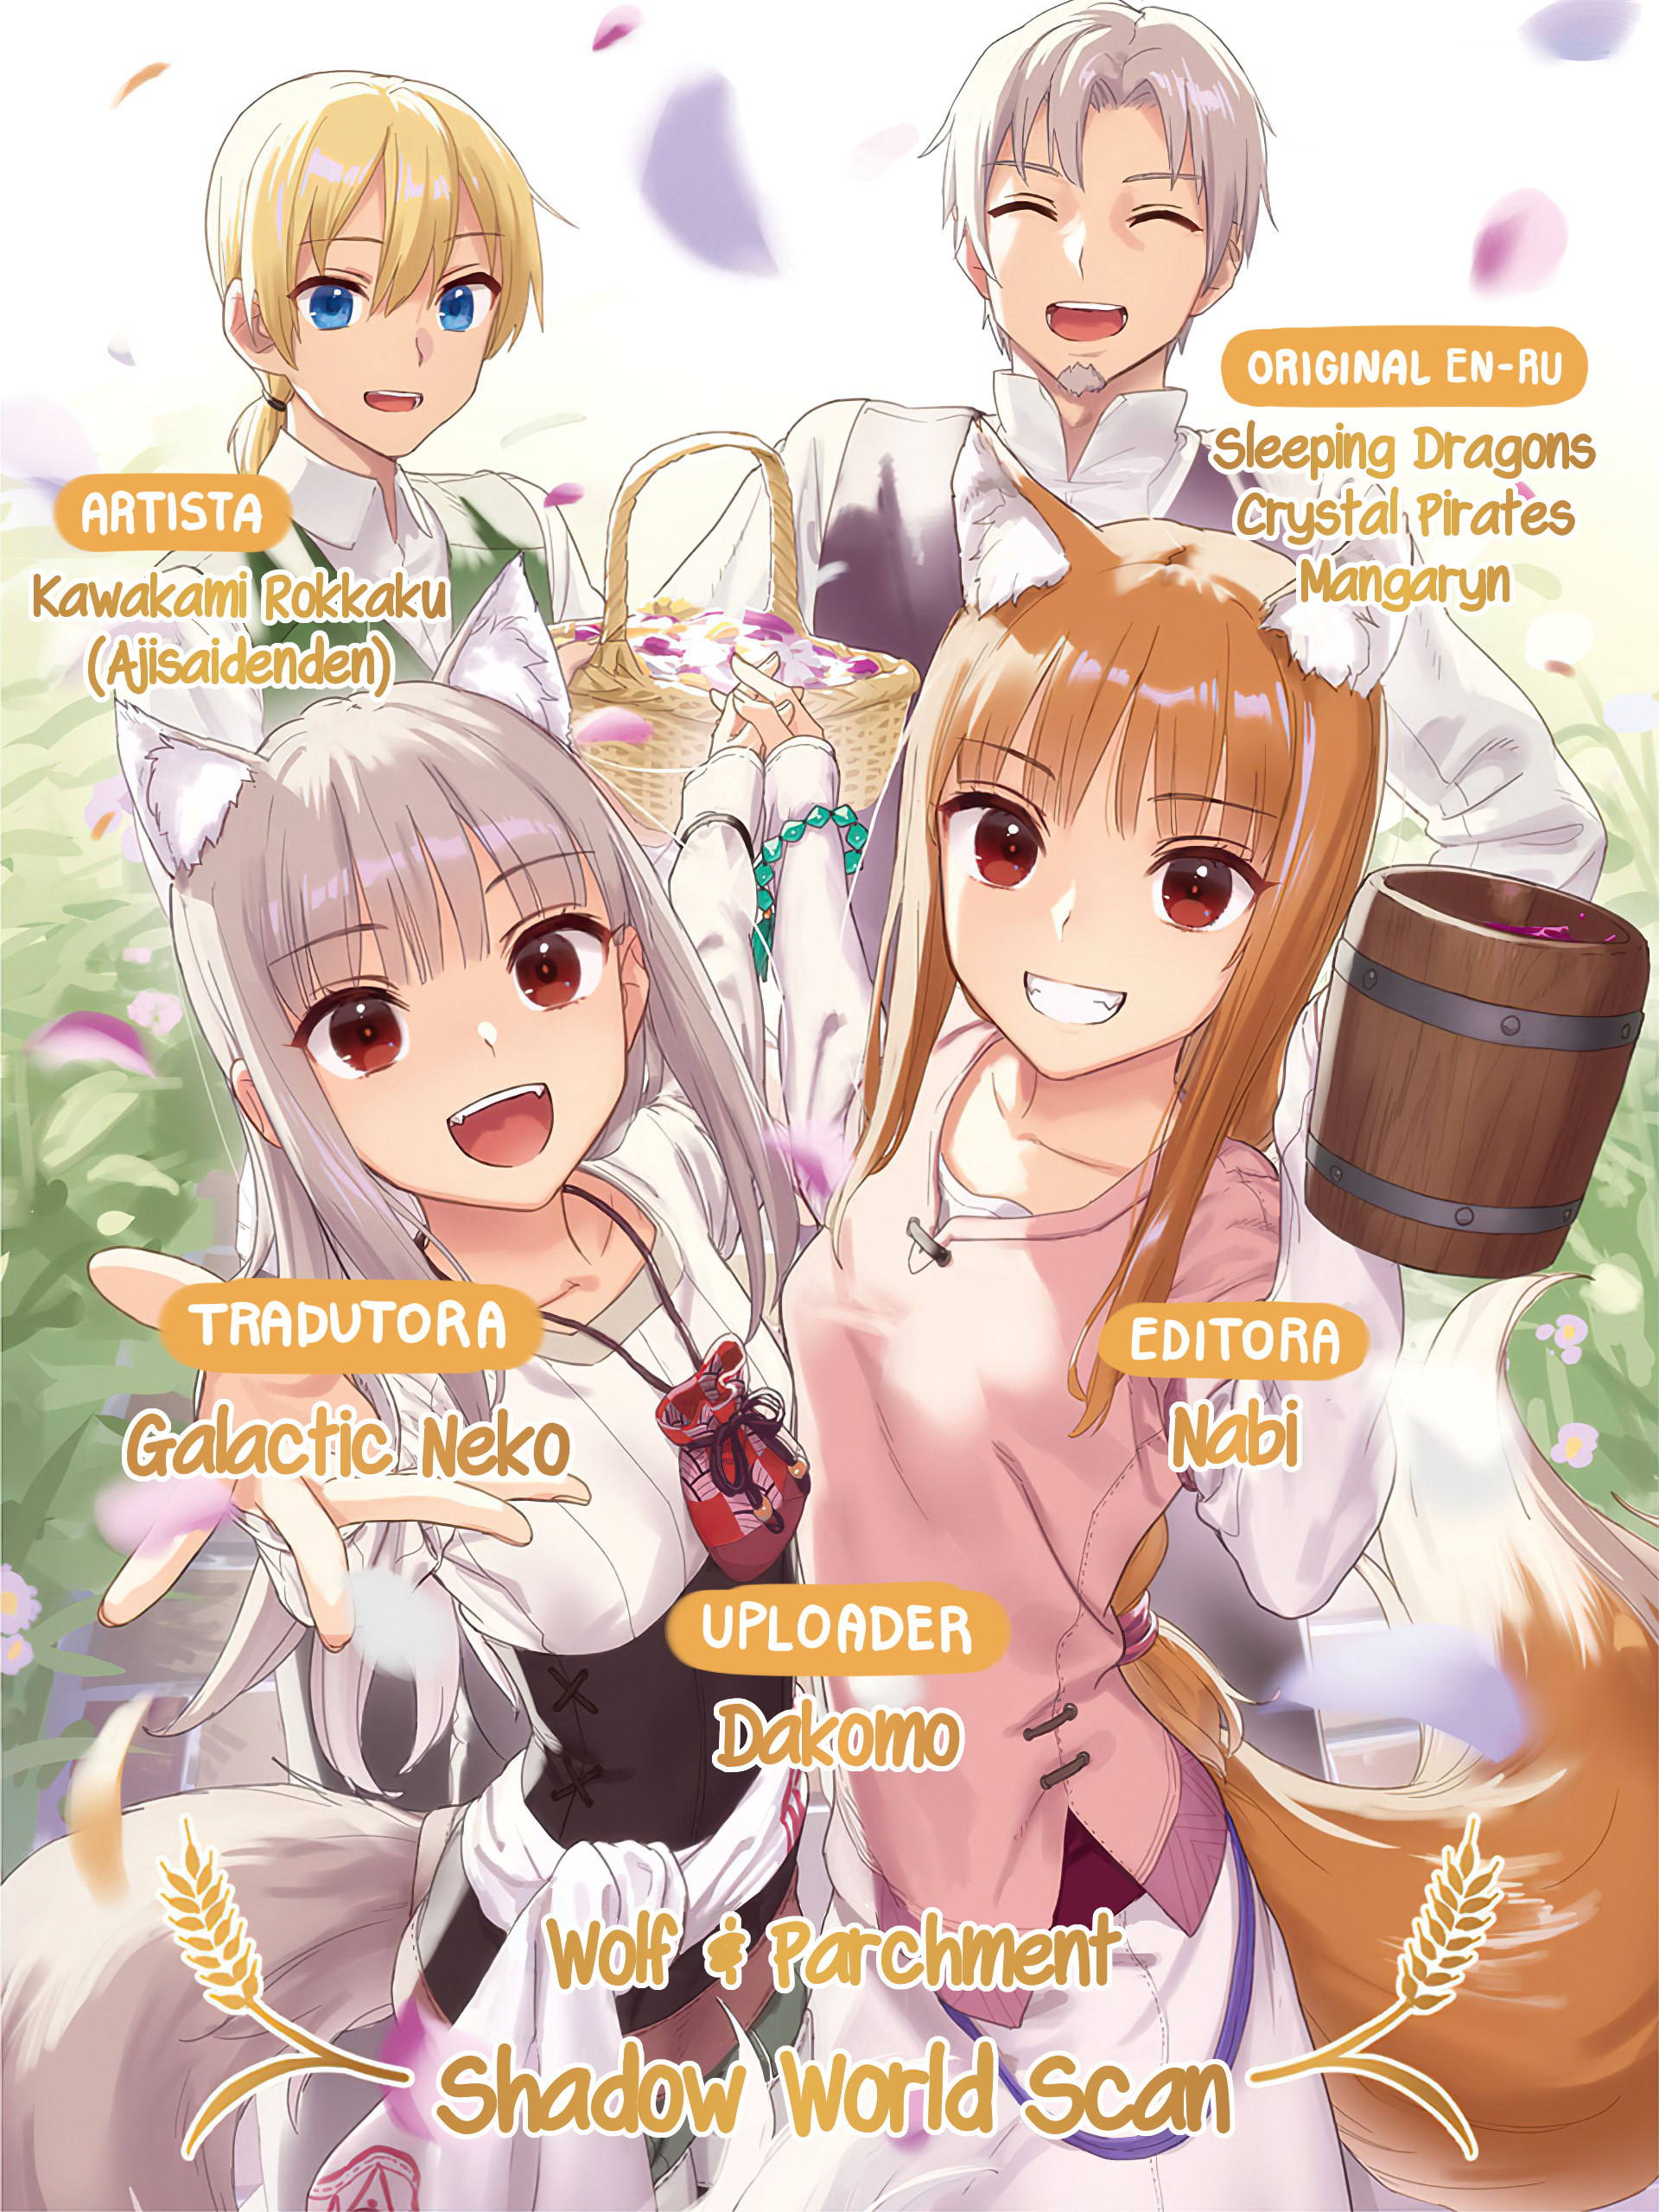 ORIGINAL EN-RU
Sleeping Dragons
Crystal Pirates
Mangaryn
ARTISTA
Kawakami Rokkaku
(Ajisaidenden)
TRADUTORA
Galactic Neko
EDITORA
Nabi
UPLOADER
Dakomo
Wolf & Parchment
Shadow World Scan